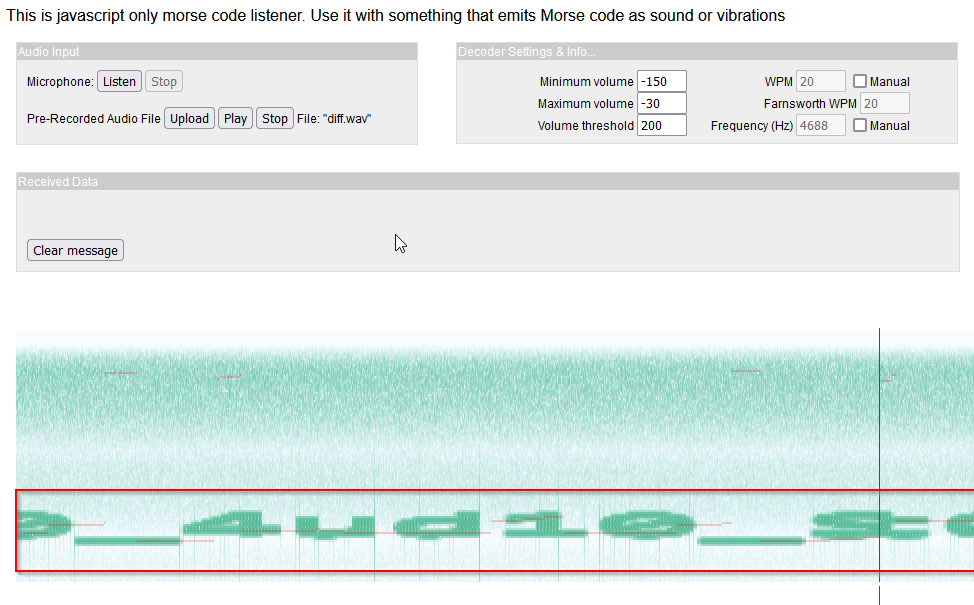 This is javascript only morse code listener. Use it with something that emits Morse code as sound or vibrations
Audio Input
Microphone: Listen Stop
Pre-Recorded Audio File Upload Play Stop File: "diff.wav"
Decoder Settings & Info...
Minimum volume -150 WPM 20 Manual
Maximum volume -30 Farnsworth WPM 20
Volume threshold 200 Frequency (Hz) 4688 Manual
Received Data
Clear message
_4ud10_